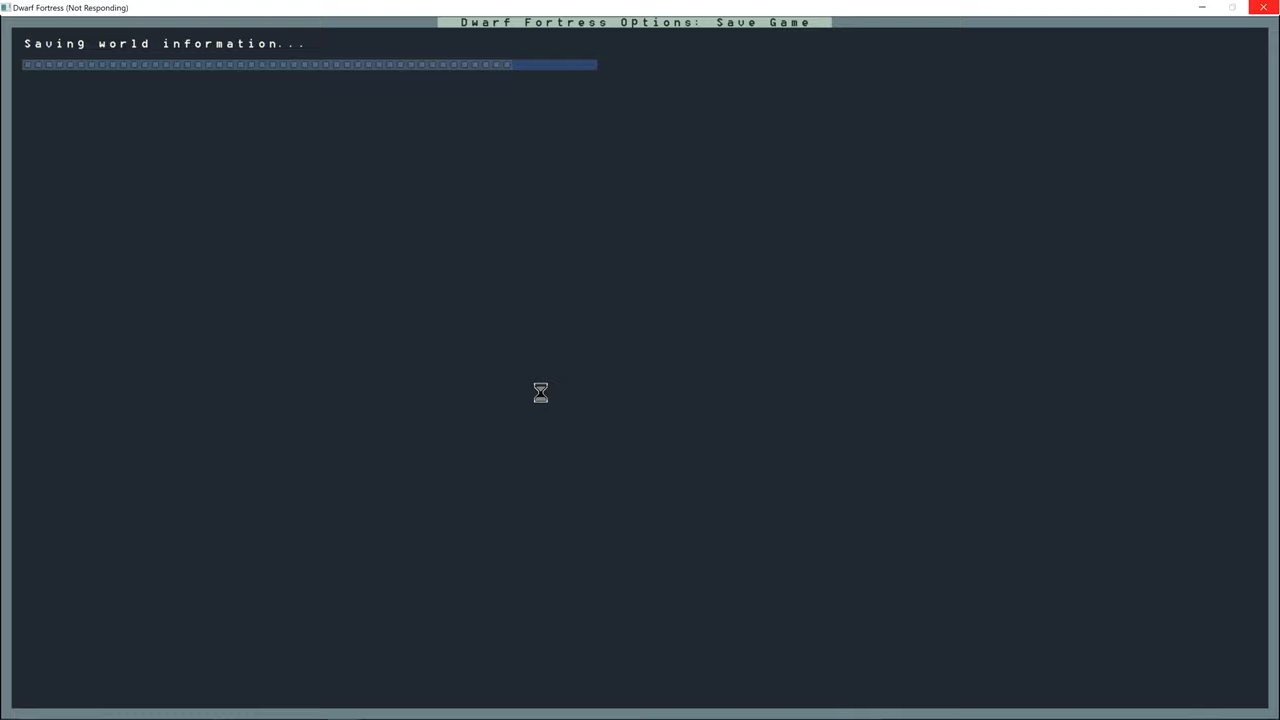 Dwarf Fortress (Not Responding)
Dwarf Fortress Options: Save Game
Saving world information...